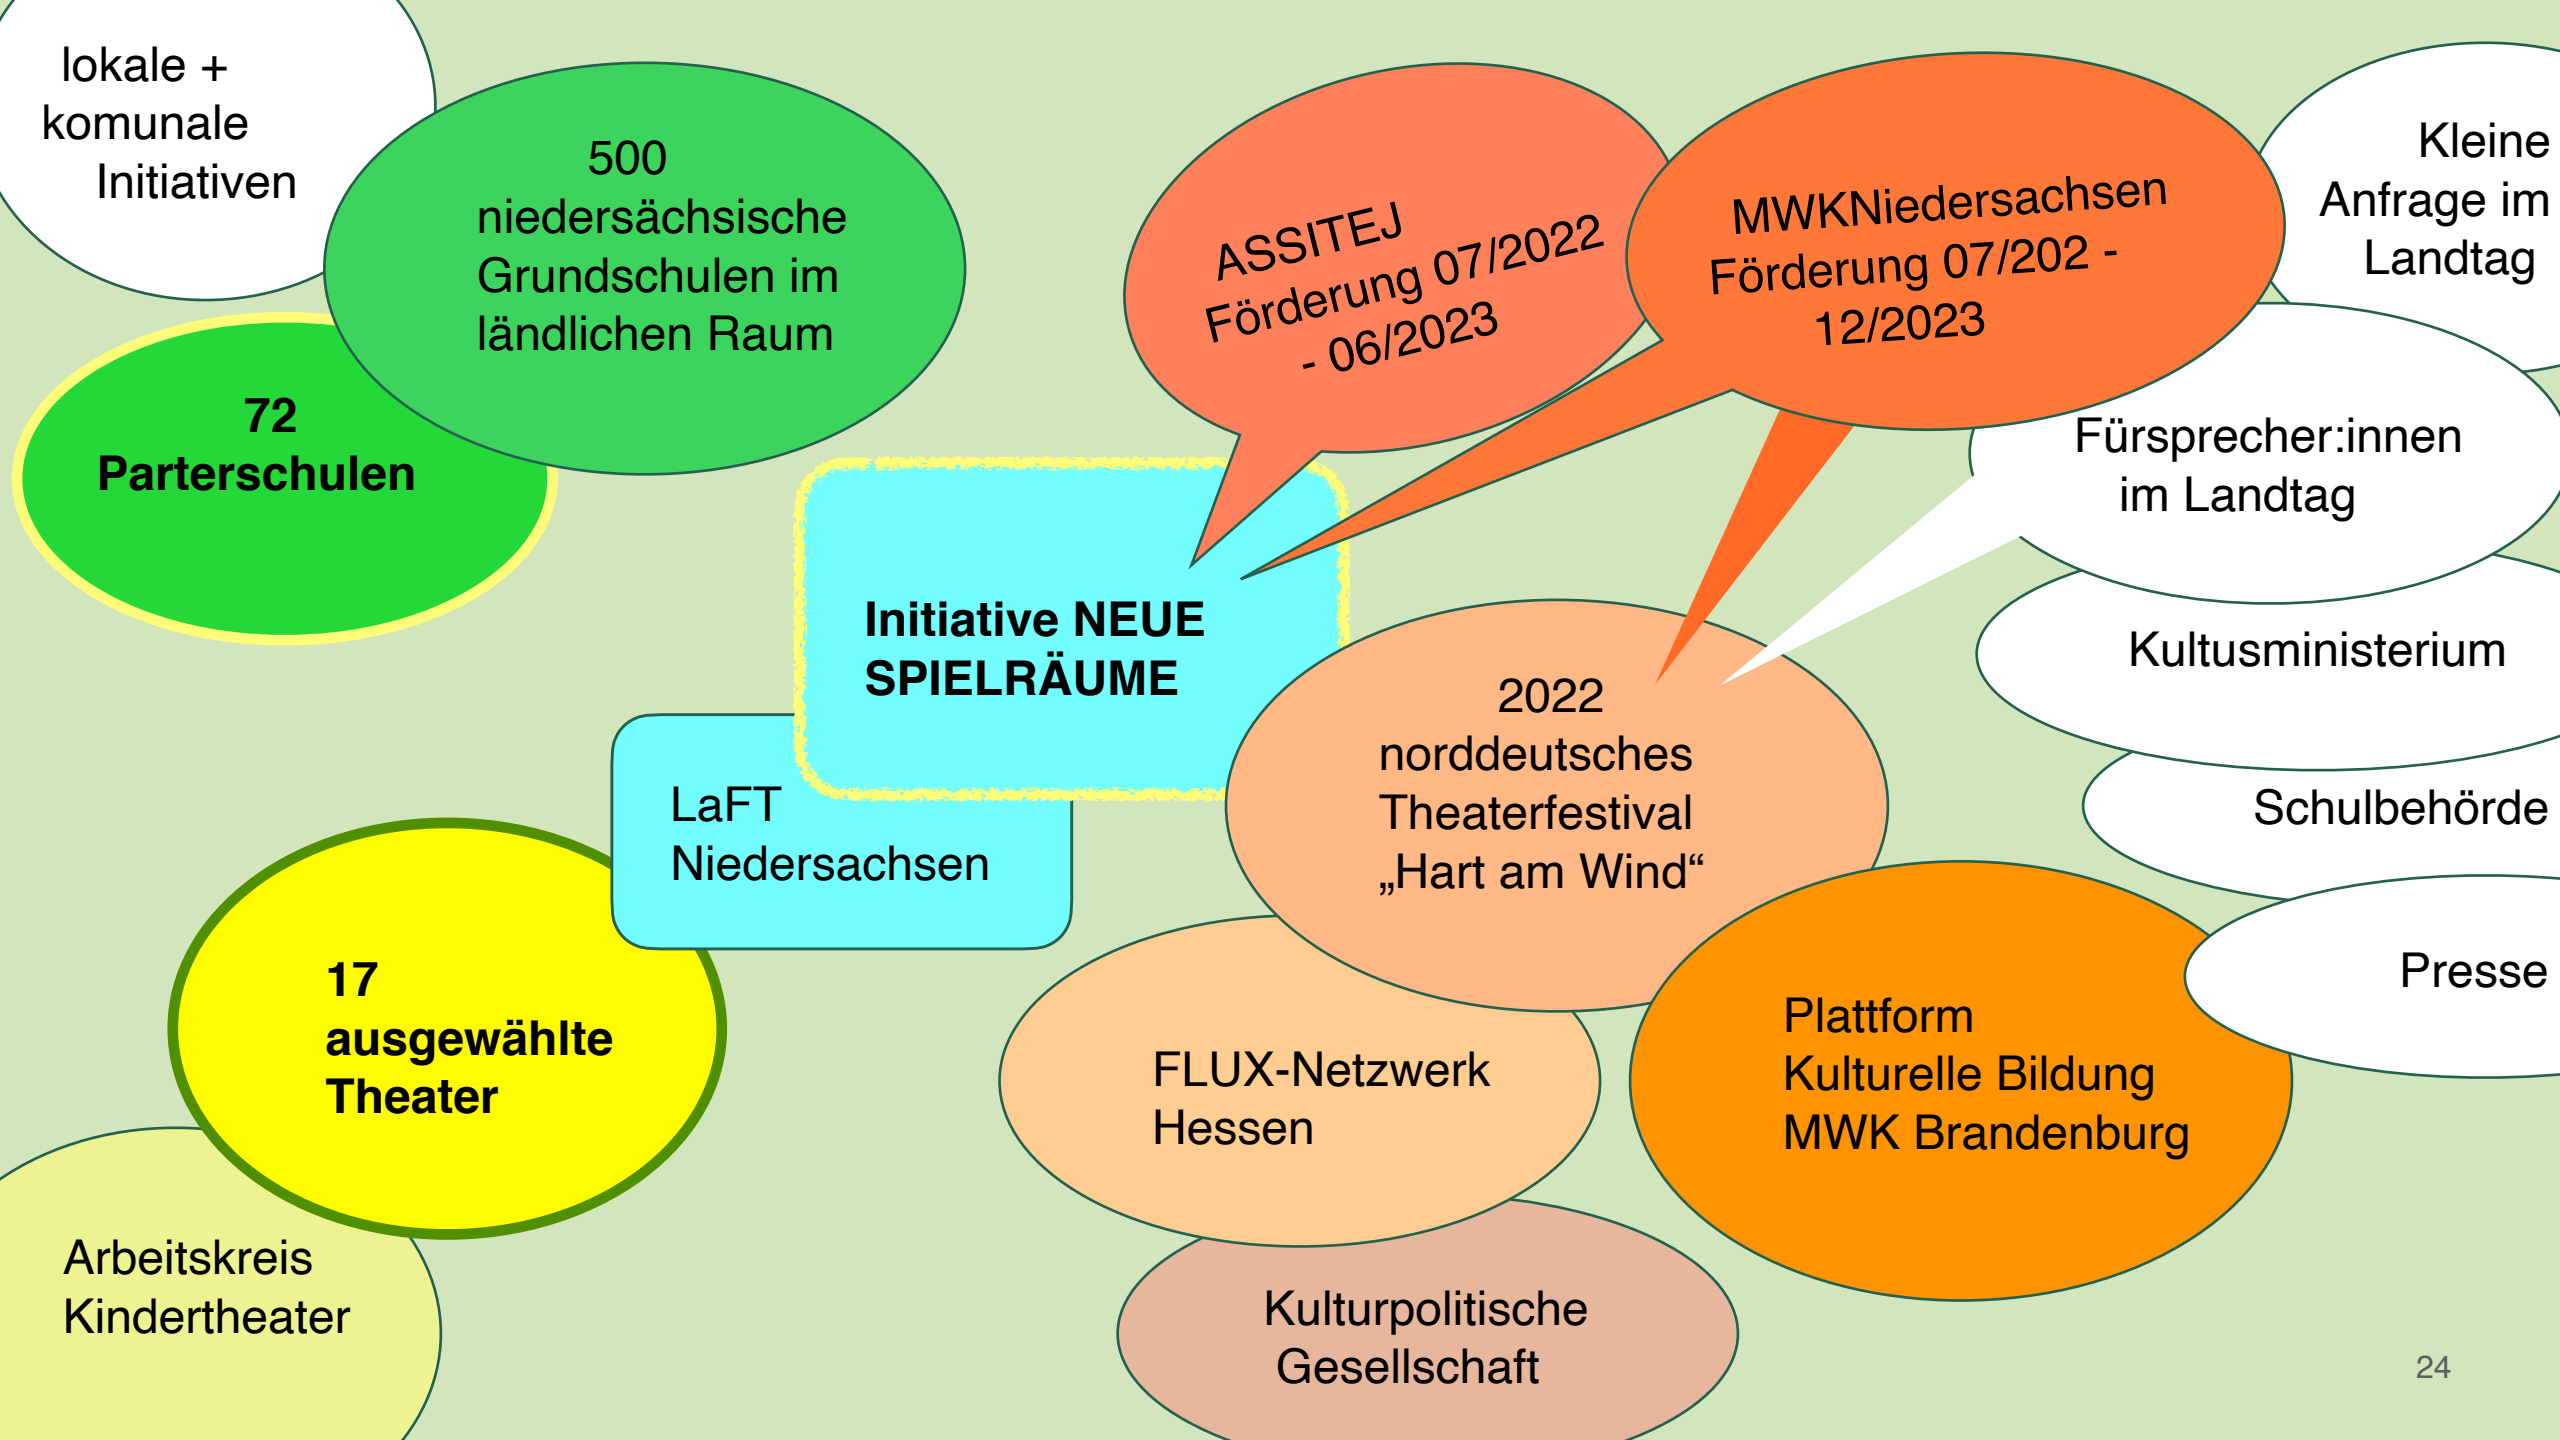 lokale +
komunale
Initiativen
500
niedersächsische
Grundschulen im
ländlichen Raum
72
Parterschulen
ASSITEJ
Förderung 07/2022
- 06/2023
MWKNiedersachsen
Förderung 07/202 -
12/2023
Kleine
Anfrage im
Landtag
Fürsprecher:innen
im Landtag
Initiative NEUE
SPIELRÄUME
LaFT
Niedersachsen
2022
norddeutsches
Theaterfestival
„Hart am Wind“
Kultusministerium
Schulbehörde
Presse
17
ausgewählte
Theater
FLUX-Netzwerk
Hessen
Plattform
Kulturelle Bildung
MWK Brandenburg
Arbeitskreis
Kindertheater
Kulturpolitische
Gesellschaft
24